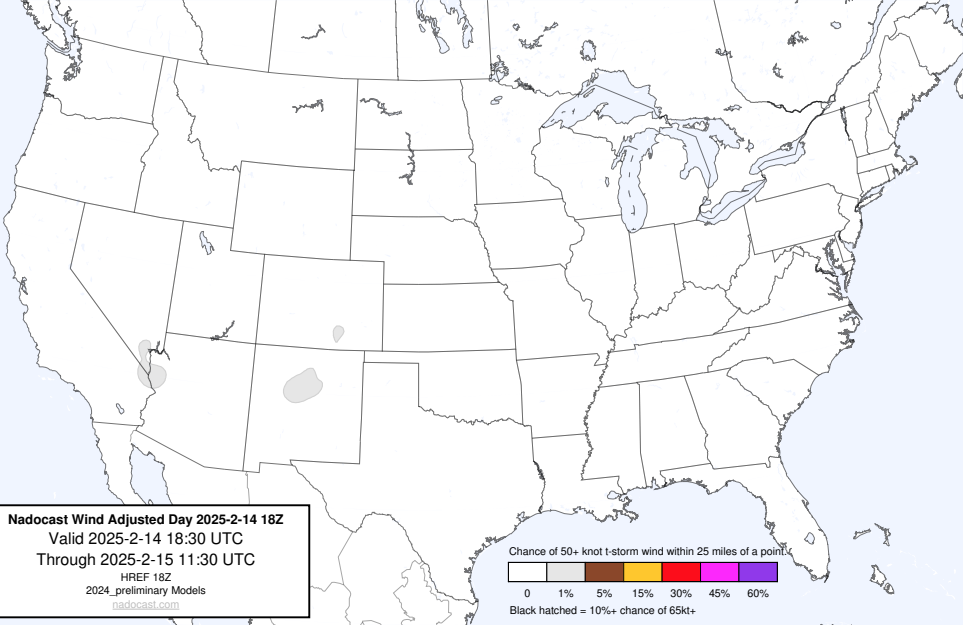 Nadocast Wind Adjusted Day 2025-2-14 18Z
Valid 2025-2-14 18:30 UTC
Through 2025-2-15 11:30 UTC
HREF 18Z
2024_preliminary Models
nadocast.com
Chance of 50+ knot t-storm wind within 25 miles of a point.
0 1% 5% 15% 30% 45% 60%
Black hatched = 10%+ chance of 65kt+